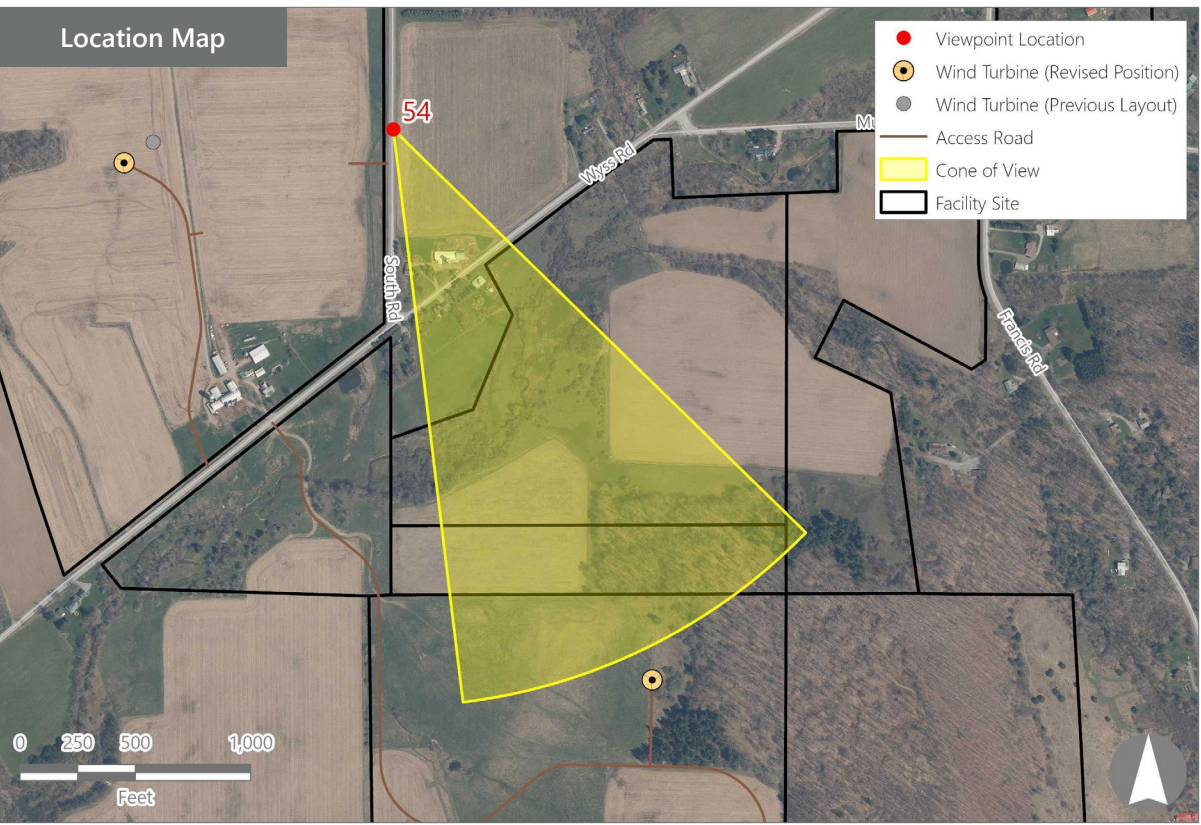 Location Map
54
Viewpoint Location
Wind Turbine (Revised Position)
Wind Turbine (Previous Layout)
Access Road
Cone of View
Facility Site
Wyss Rd
South Rd
Francis Rd
0 250 500 1,000
Feet